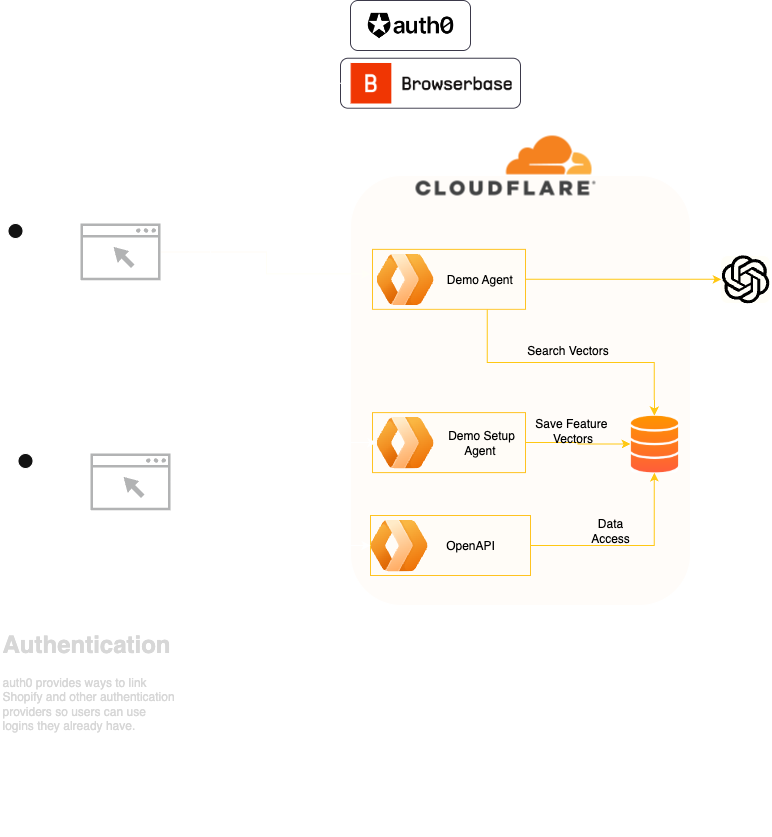 auth0
B Browserbase
CLOUDFLARE
Demo Agent
Search Vectors
Demo Setup
Agent
Save Feature
Vectors
OpenAPI
Data
Access
Authentication
auth0 provides ways to link
Shopify and other authentication
providers so users can use
logins they already have.